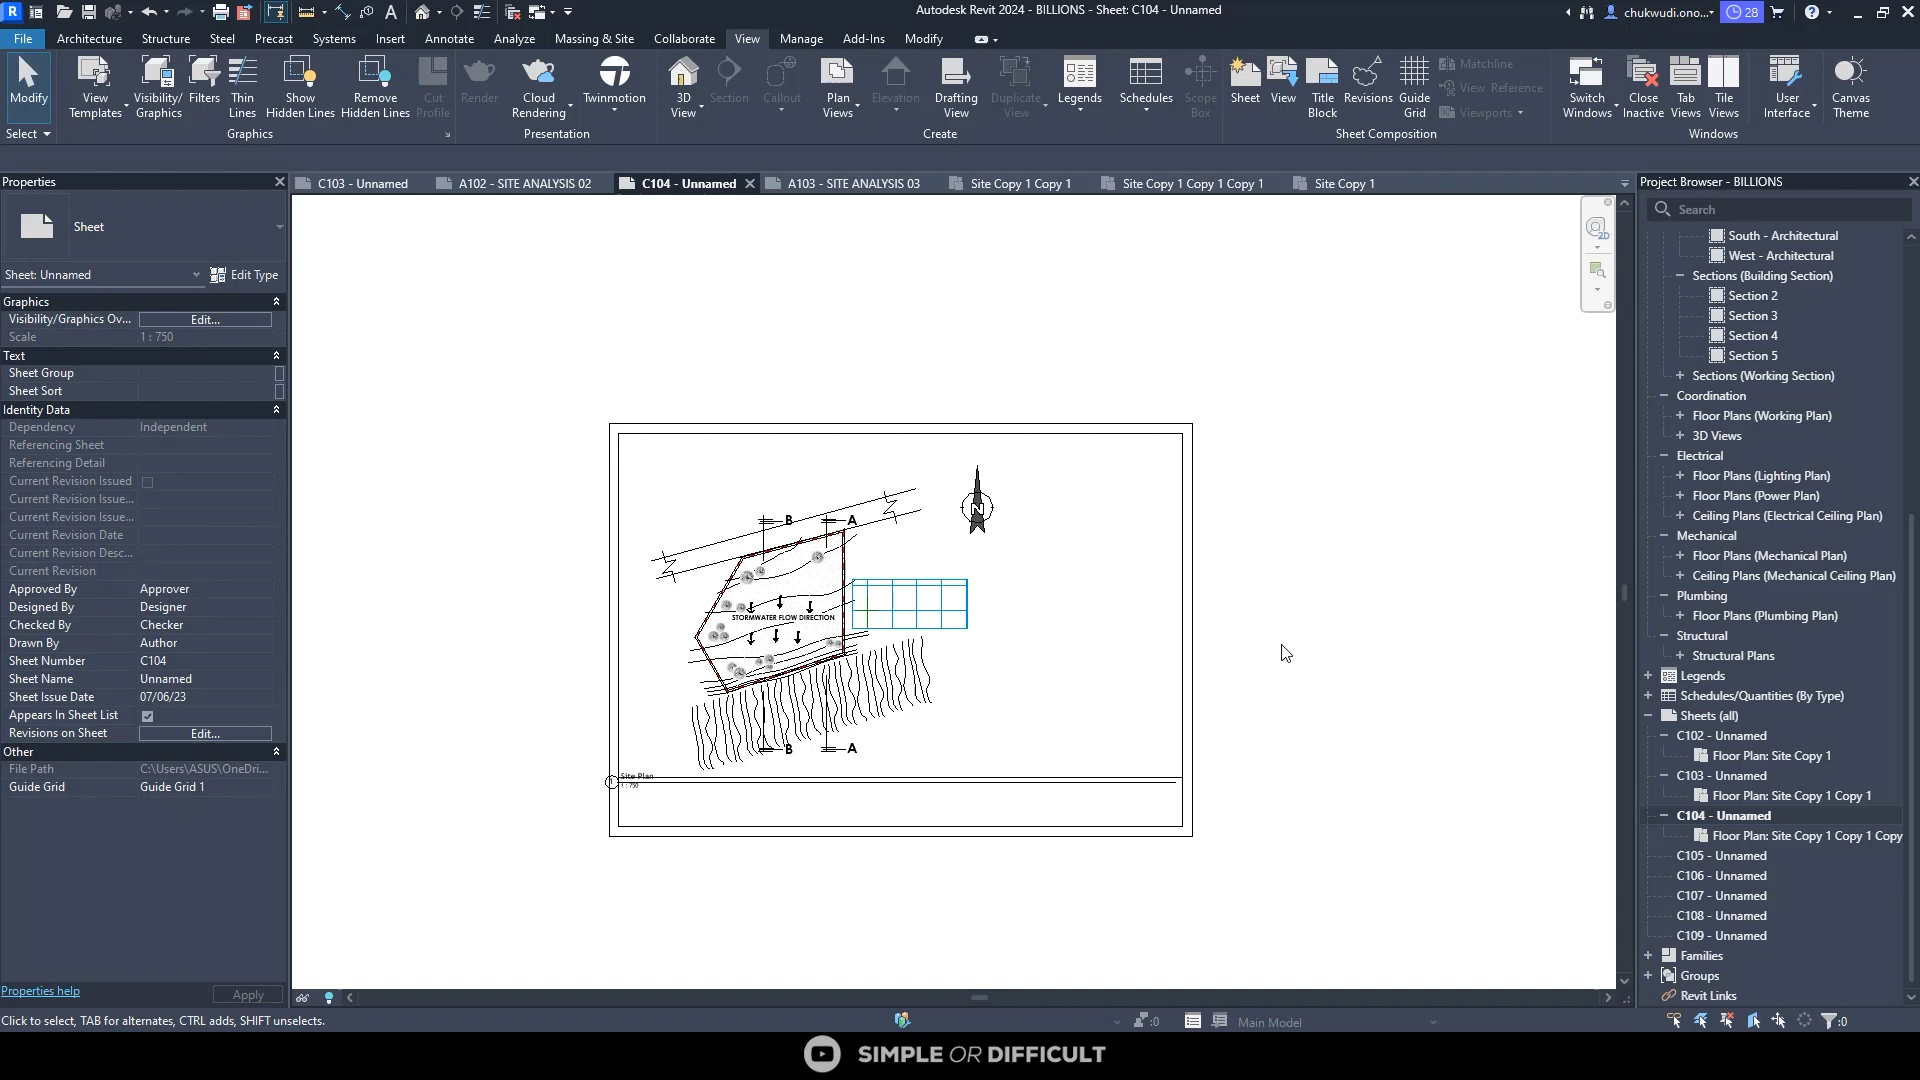 Autodesk Revit 2024 - BILLIONS - Sheet: C104 - Unnamed
chukwudi.ono...
28
File Architecture Structure Steel Precast Systems Insert Annotate Analyze Massing & Site Collaborate View Manage Add-Ins Modify
Modify
View Templates
Visibility/ Graphics
Filters
Thin Lines
Show Hidden Lines
Remove Hidden Lines
Cut Profile
Render
Cloud Rendering
Twinmotion
3D View
Section
Callout
Plan Views
Elevation
Drafting View
Duplicate View
Legends
Schedules
Scope Box
Sheet
View
Title Block
Revisions
Guide Grid
Matchline
View Reference
Viewports
Switch Windows
Close Inactive
Tab Views
Tile Views
User Interface
Canvas Theme
Select
Graphics
Presentation
Create
Sheet Composition
Windows
Properties
C103 - Unnamed
A102 - SITE ANALYSIS 02
C104 - Unnamed
A103 - SITE ANALYSIS 03
Site Copy 1 Copy 1
Site Copy 1 Copy 1 Copy 1
Site Copy 1
Sheet
Sheet: Unnamed
Edit Type
Graphics
Visibility/Graphics Ov... Edit...
Scale 1 : 750
Text
Sheet Group
Sheet Sort
Identity Data
Dependency Independent
Referencing Sheet
Referencing Detail
Current Revision Issued
Current Revision Issue...
Current Revision Issue...
Current Revision Date
Current Revision Desc...
Current Revision
Approved By Approver
Designed By Designer
Checked By Checker
Drawn By Author
Sheet Number C104
Sheet Name Unnamed
Sheet Issue Date 07/06/23
Appears In Sheet List
Revisions on Sheet Edit...
Other
File Path C:\Users\ASUS\OneDri...
Guide Grid Guide Grid 1
Properties help
Apply
2D
N
B
A
STORMWATER FLOW DIRECTION
B
A
1
Site Plan
1 : 750
Project Browser - BILLIONS
Search
South - Architectural
West - Architectural
Sections (Building Section)
Section 2
Section 3
Section 4
Section 5
Sections (Working Section)
Coordination
Floor Plans (Working Plan)
3D Views
Electrical
Floor Plans (Lighting Plan)
Floor Plans (Power Plan)
Ceiling Plans (Electrical Ceiling Plan)
Mechanical
Floor Plans (Mechanical Plan)
Ceiling Plans (Mechanical Ceiling Plan)
Plumbing
Floor Plans (Plumbing Plan)
Structural
Structural Plans
Legends
Schedules/Quantities (By Type)
Sheets (all)
C102 - Unnamed
Floor Plan: Site Copy 1
C103 - Unnamed
Floor Plan: Site Copy 1 Copy 1
C104 - Unnamed
Floor Plan: Site Copy 1 Copy 1 Copy
C105 - Unnamed
C106 - Unnamed
C107 - Unnamed
C108 - Unnamed
C109 - Unnamed
Families
Groups
Revit Links
Click to select, TAB for alternates, CTRL adds, SHIFT unselects.
:0
Main Model
:0
SIMPLE OR DIFFICULT